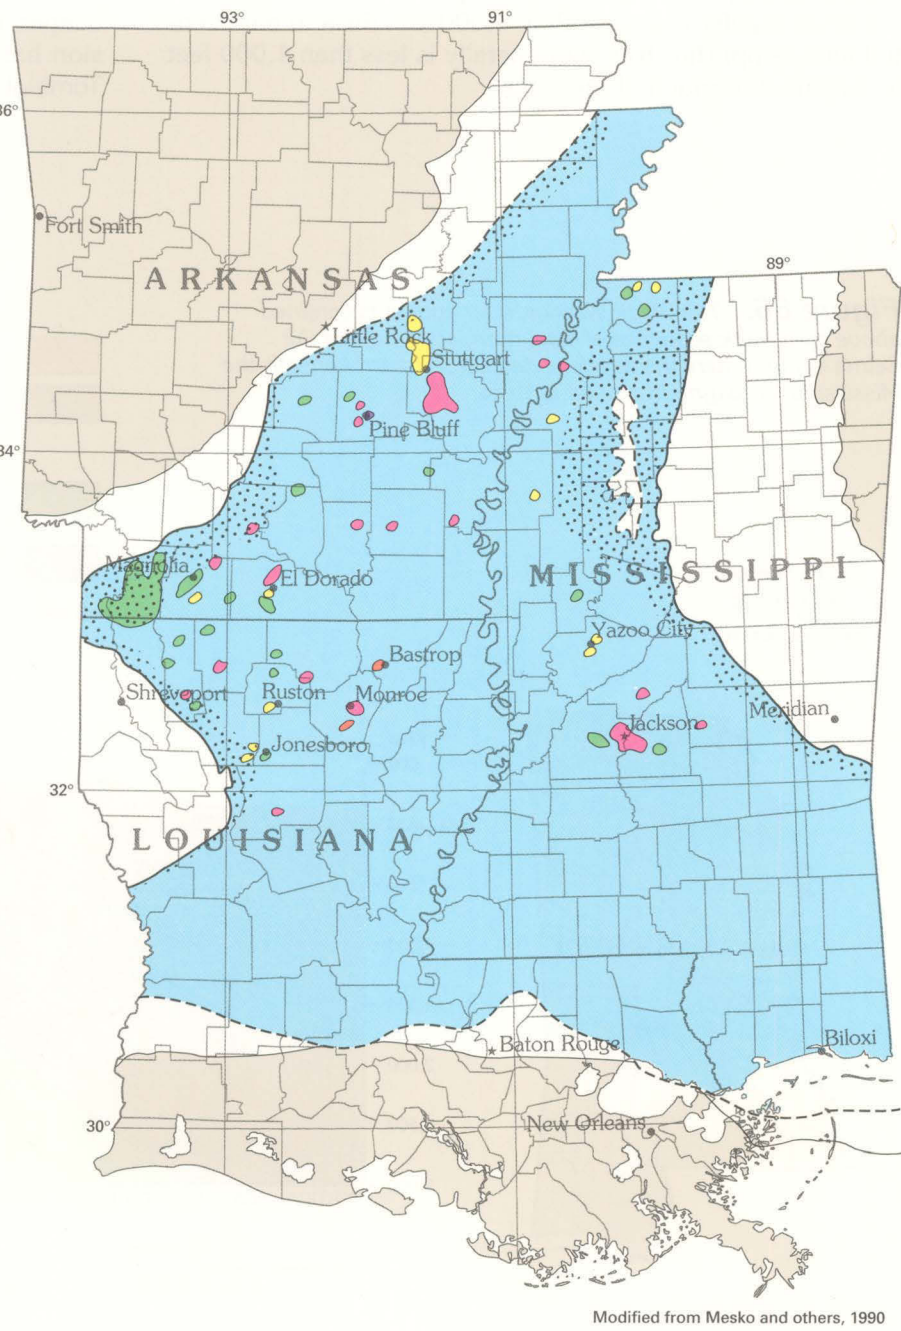 93°
91°
36°
Fort Smith
ARKANSAS
89°
Little Rock
Stuttgart
Pine Bluff
34°
Magnolia
El Dorado
MISSISSIPPI
Yazoo City
Bastrop
Shreveport
Ruston
Monroe
Meridian
Jackson
Jonesboro
32°
LOUISIANA
Baton Rouge
Biloxi
30°
New Orleans
Modified from Mesko and others, 1990